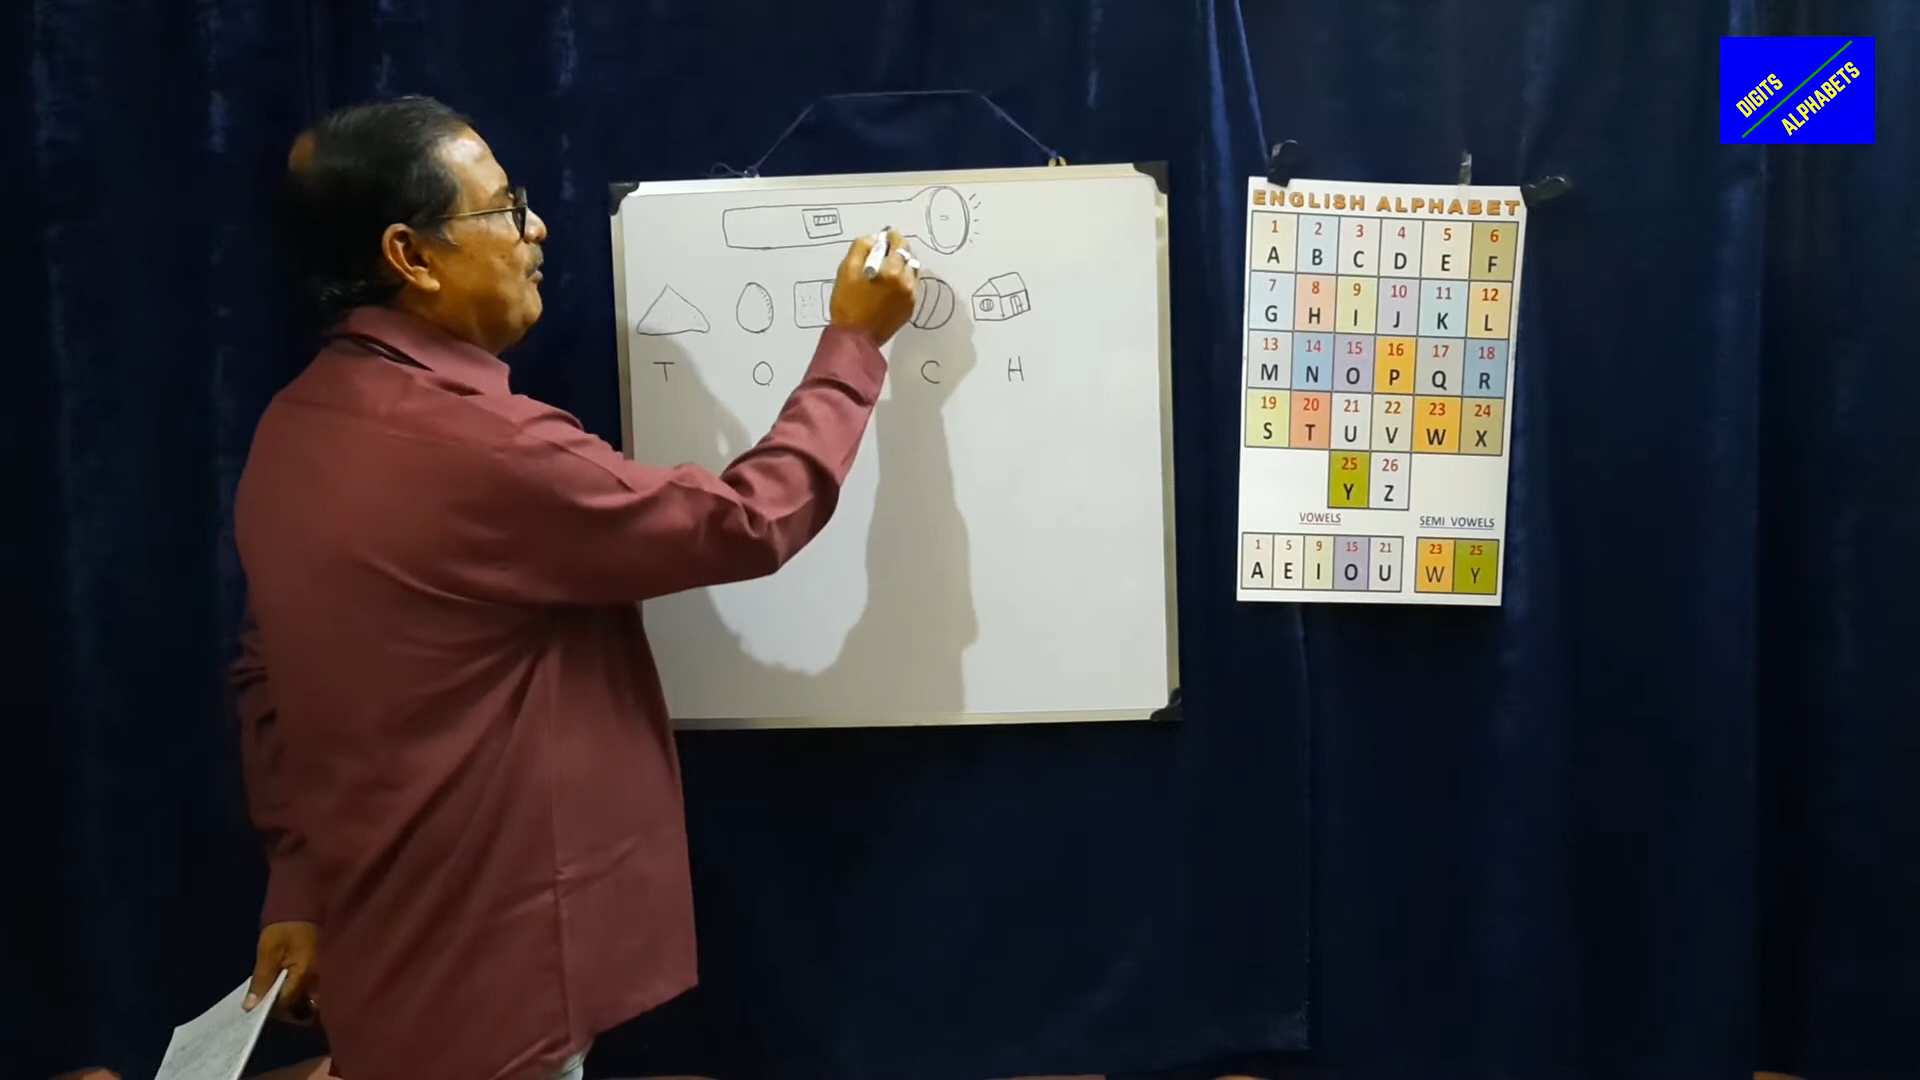 DIGITS
ALPHABETS
T O C H
ENGLISH ALPHABET
1 2 3 4 5 6
A B C D E F
7 8 9 10 11 12
G H I J K L
13 14 15 16 17 18
M N O P Q R
19 20 21 22 23 24
S T U V W X
25 26
Y Z
VOWELS SEMI VOWELS
1 5 9 15 21 23 25
A E I O U W Y